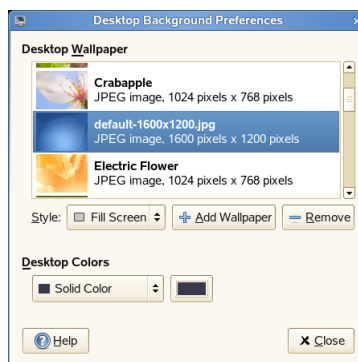 Desktop Background Preferences
Desktop Wallpaper
Crabapple
JPEG image, 1024 pixels x 768 pixels
default-1600x1200.jpg
JPEG image, 1600 pixels x 1200 pixels
Electric Flower
JPEG image, 1024 pixels x 768 pixels
Style: Fill Screen Add Wallpaper Remove
Desktop Colors
Solid Color
Help Close